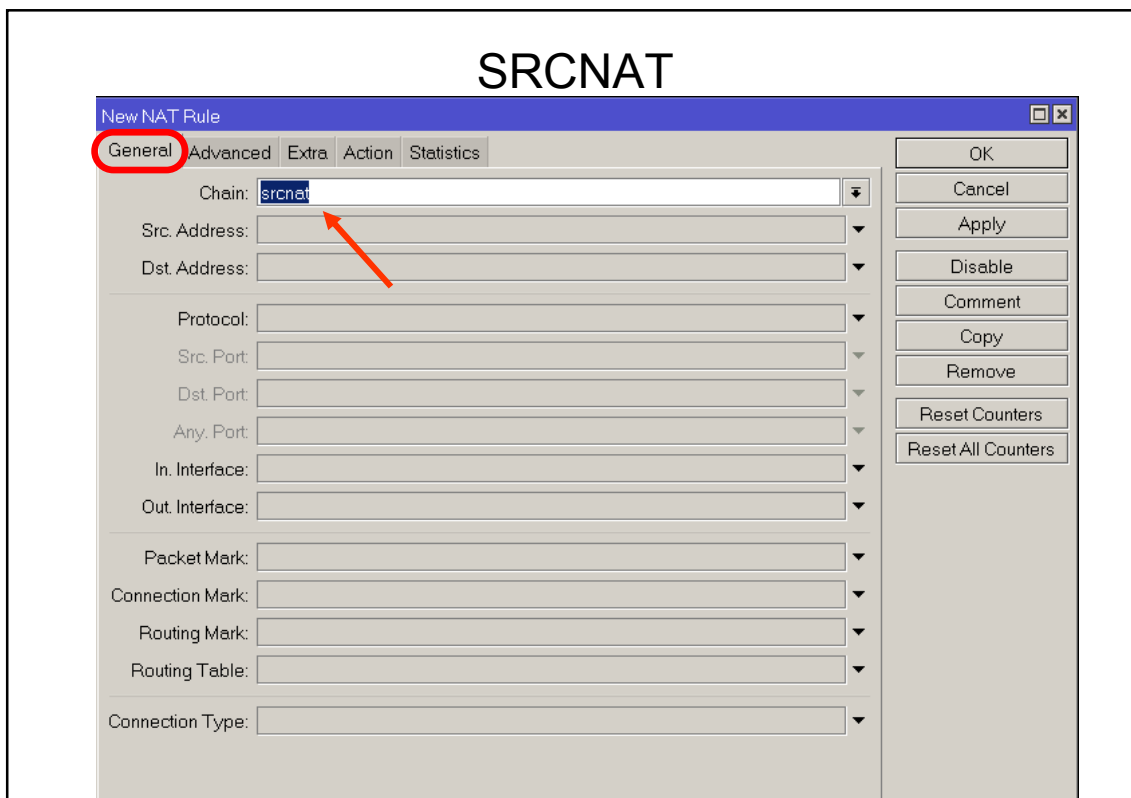 SRCNAT
New NAT Rule
General Advanced Extra Action Statistics
OK
Chain: srcnat
Cancel
Src. Address:
Apply
Dst. Address:
Disable
Comment
Protocol:
Copy
Src. Port:
Remove
Dst. Port:
Reset Counters
Any. Port:
Reset All Counters
In. Interface:
Out. Interface:
Packet Mark:
Connection Mark:
Routing Mark:
Routing Table:
Connection Type: